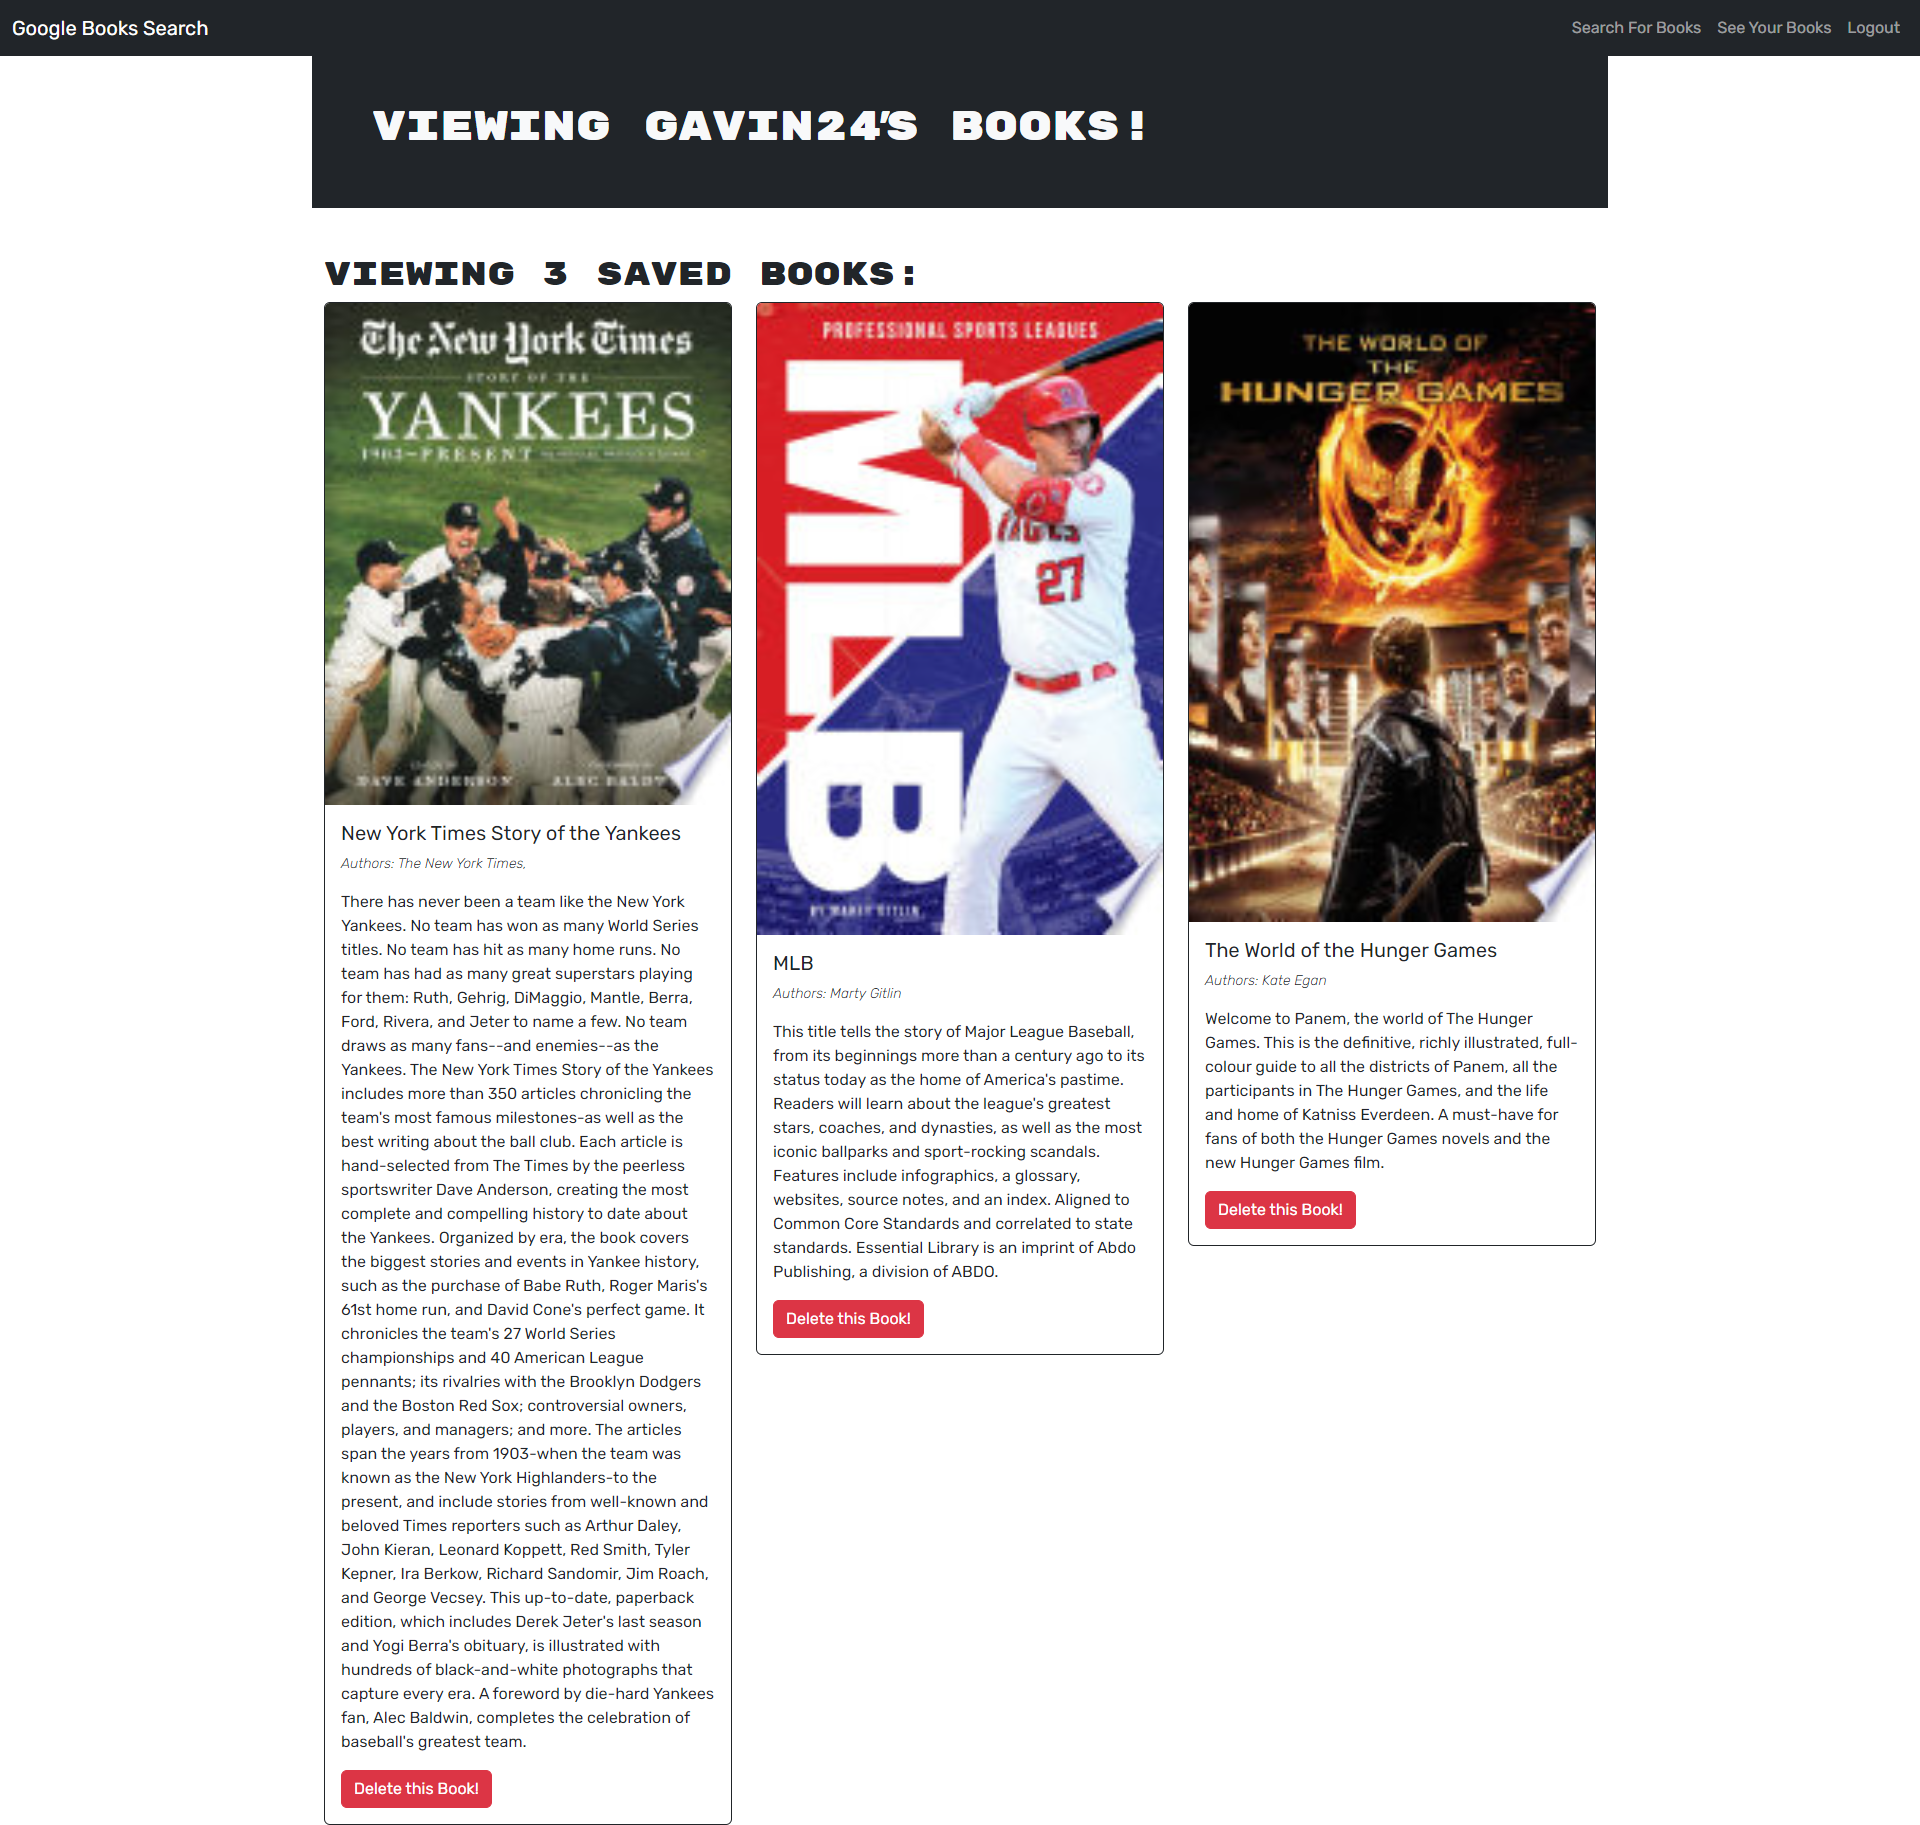 Google Books Search
Search For Books
See Your Books
Logout
VIEWING GAVIN24'S BOOKS!
VIEWING 3 SAVED BOOKS:
The New York Times
STORY OF THE
YANKEES
1903–PRESENT
DAVE ANDERSON
New York Times Story of the Yankees
Authors: The New York Times,
There has never been a team like the New York
Yankees. No team has won as many World Series
titles. No team has hit as many home runs. No
team has had as many great superstars playing
for them: Ruth, Gehrig, DiMaggio, Mantle, Berra,
Ford, Rivera, and Jeter to name a few. No team
draws as many fans--and enemies--as the
Yankees. The New York Times Story of the Yankees
includes more than 350 articles chronicling the
team's most famous milestones-as well as the
best writing about the ball club. Each article is
hand-selected from The Times by the peerless
sportswriter Dave Anderson, creating the most
complete and compelling history to date about
the Yankees. Organized by era, the book covers
the biggest stories and events in Yankee history,
such as the purchase of Babe Ruth, Roger Maris's
61st home run, and David Cone's perfect game. It
chronicles the team's 27 World Series
championships and 40 American League
pennants; its rivalries with the Brooklyn Dodgers
and the Boston Red Sox; controversial owners,
players, and managers; and more. The articles
span the years from 1903-when the team was
known as the New York Highlanders-to the
present, and include stories from well-known and
beloved Times reporters such as Arthur Daley,
John Kieran, Leonard Koppett, Red Smith, Tyler
Kepner, Ira Berkow, Richard Sandomir, Jim Roach,
and George Vecsey. This up-to-date, paperback
edition, which includes Derek Jeter's last season
and Yogi Berra's obituary, is illustrated with
hundreds of black-and-white photographs that
capture every era. A foreword by die-hard Yankees
fan, Alec Baldwin, completes the celebration of
baseball's greatest team.
Delete this Book!
PROFESSIONAL SPORTS LEAGUES
MLB
27
BY MARTY GITLIN
MLB
Authors: Marty Gitlin
This title tells the story of Major League Baseball,
from its beginnings more than a century ago to its
status today as the home of America's pastime.
Readers will learn about the league's greatest
stars, coaches, and dynasties, as well as the most
iconic ballparks and sport-rocking scandals.
Features include infographics, a glossary,
websites, source notes, and an index. Aligned to
Common Core Standards and correlated to state
standards. Essential Library is an imprint of Abdo
Publishing, a division of ABDO.
Delete this Book!
THE WORLD OF
THE
HUNGER GAMES
The World of the Hunger Games
Authors: Kate Egan
Welcome to Panem, the world of The Hunger
Games. This is the definitive, richly illustrated, full-
colour guide to all the districts of Panem, all the
participants in The Hunger Games, and the life
and home of Katniss Everdeen. A must-have for
fans of both the Hunger Games novels and the
new Hunger Games film.
Delete this Book!